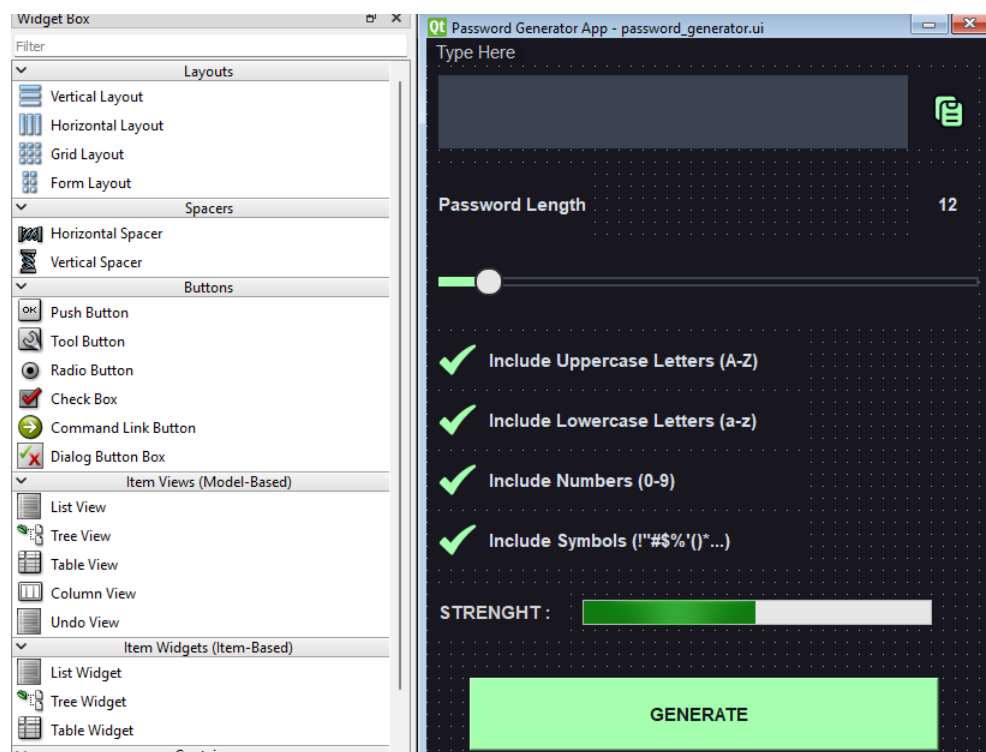 Widget Box
Filter
Layouts
Vertical Layout
Horizontal Layout
Grid Layout
Form Layout
Spacers
Horizontal Spacer
Vertical Spacer
Buttons
OK Push Button
Tool Button
Radio Button
Check Box
Command Link Button
Dialog Button Box
Item Views (Model-Based)
List View
Tree View
Table View
Column View
Undo View
Item Widgets (Item-Based)
List Widget
Tree Widget
Table Widget
Qt Password Generator App - password_generator.ui
Type Here
Password Length 12
Include Uppercase Letters (A-Z)
Include Lowercase Letters (a-z)
Include Numbers (0-9)
Include Symbols (!"#$%'()*...)
STRENGHT :
GENERATE